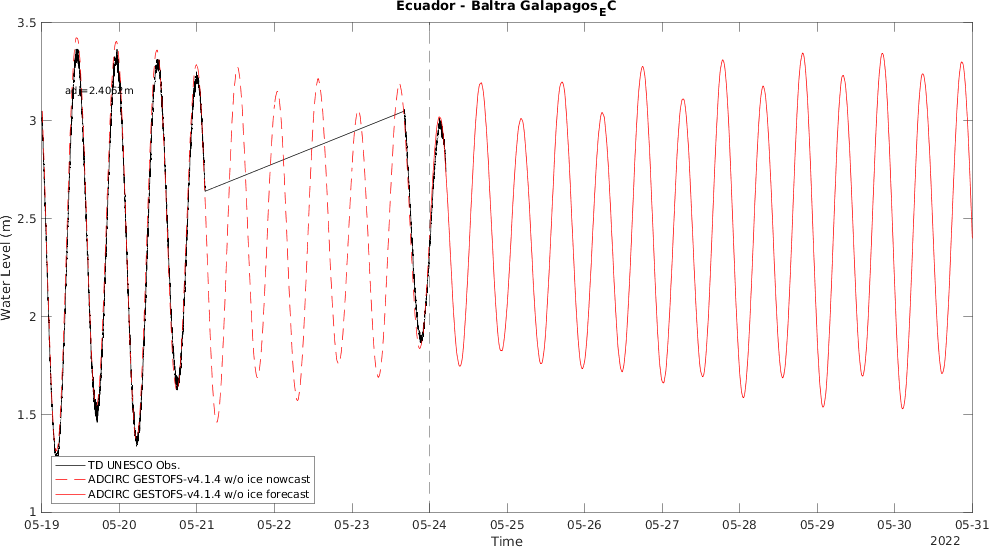 Ecuador - Baltra Galapagos_EC
3.5
3
2.5
2
1.5
1
Water Level (m)
adj=2.4052m
TD UNESCO Obs.
ADCIRC GESTOFS-v4.1.4 w/o ice nowcast
ADCIRC GESTOFS-v4.1.4 w/o ice forecast
05-19 05-20 05-21 05-22 05-23 05-24 05-25 05-26 05-27 05-28 05-29 05-30 05-31
Time
2022